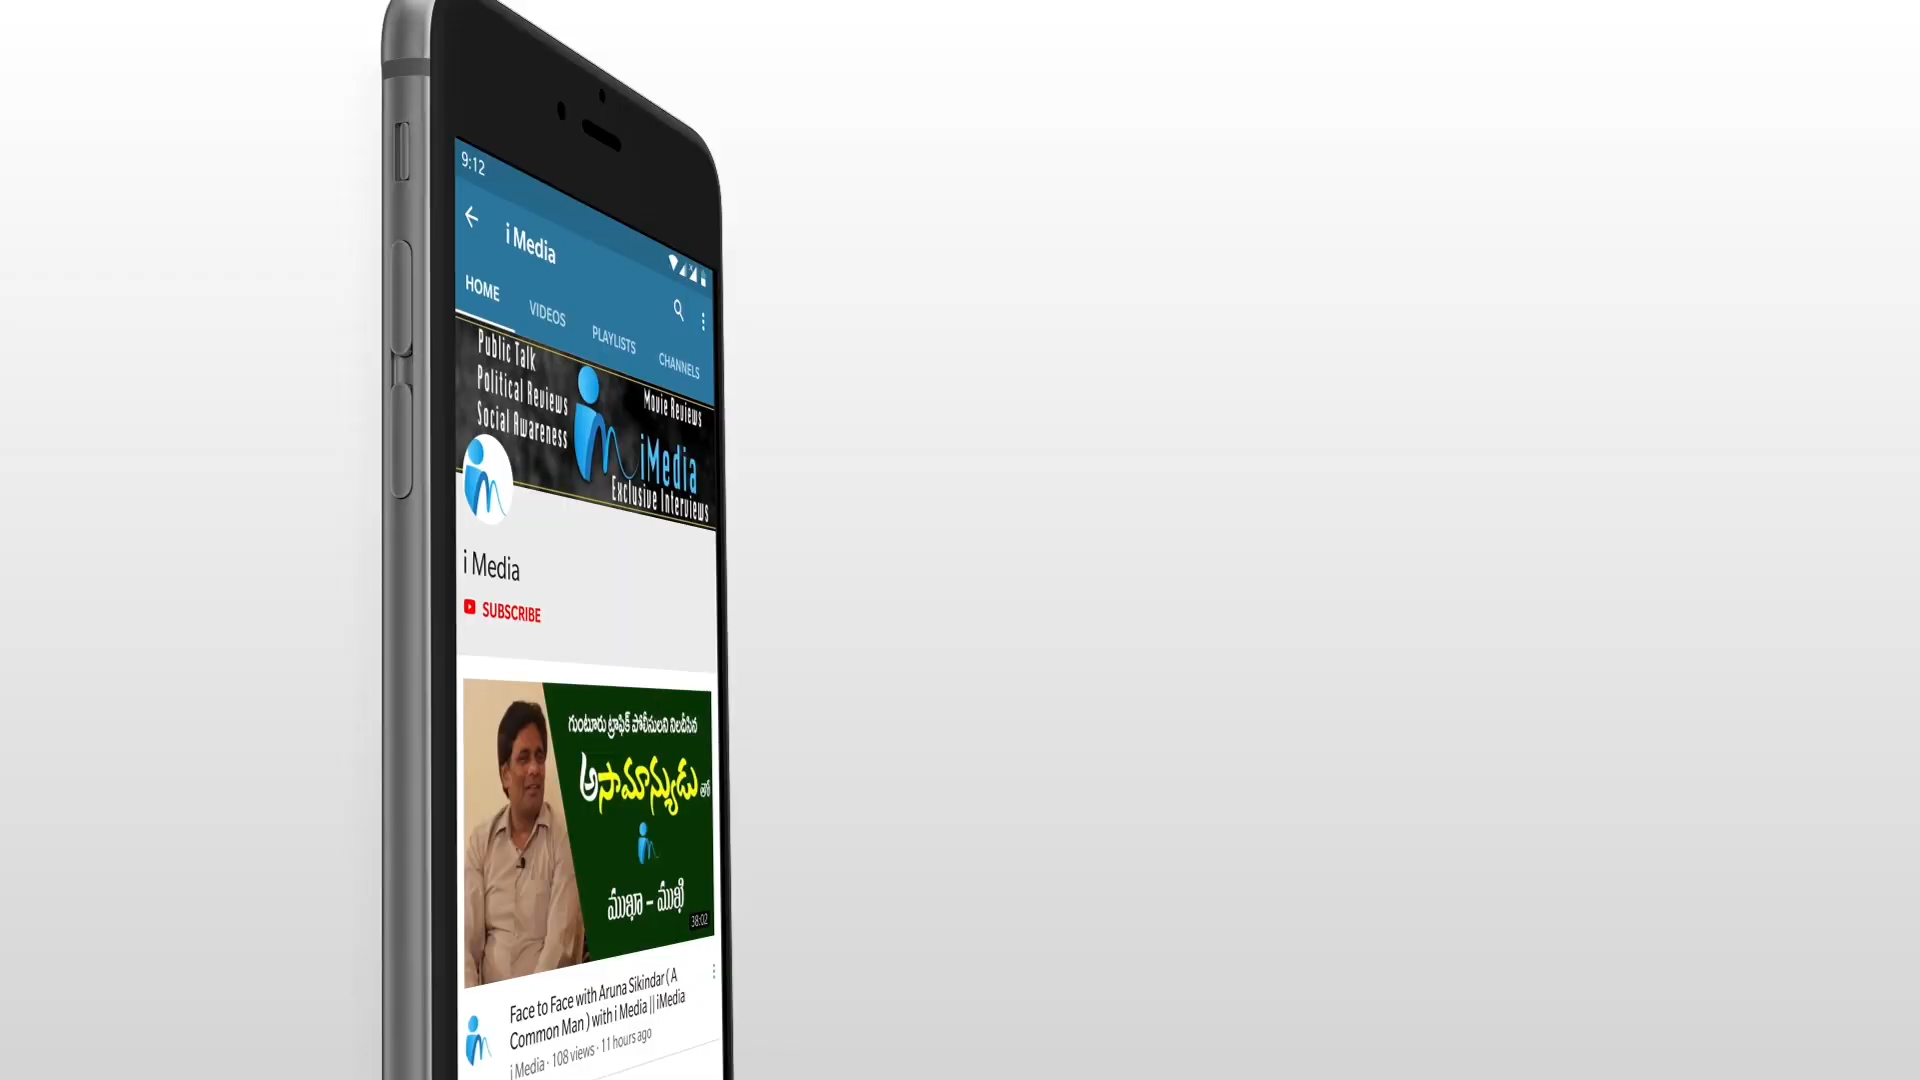 9:12
i Media
HOME
VIDEOS
PLAYLISTS
CHANNELS
Public Talk
Political Reviews
Social Awareness
Movie Reviews
iMedia
Exclusive Interviews
i Media
SUBSCRIBE
గుంటూరు ట్రాఫిక్ పోలీసులని నిలదీసిన
అసామాన్యుడు తో
ముఖా – ముఖి
38:02
Face to Face with Aruna Sikindar ( A
Common Man ) with i Media || iMedia
i Media · 108 views · 11 hours ago